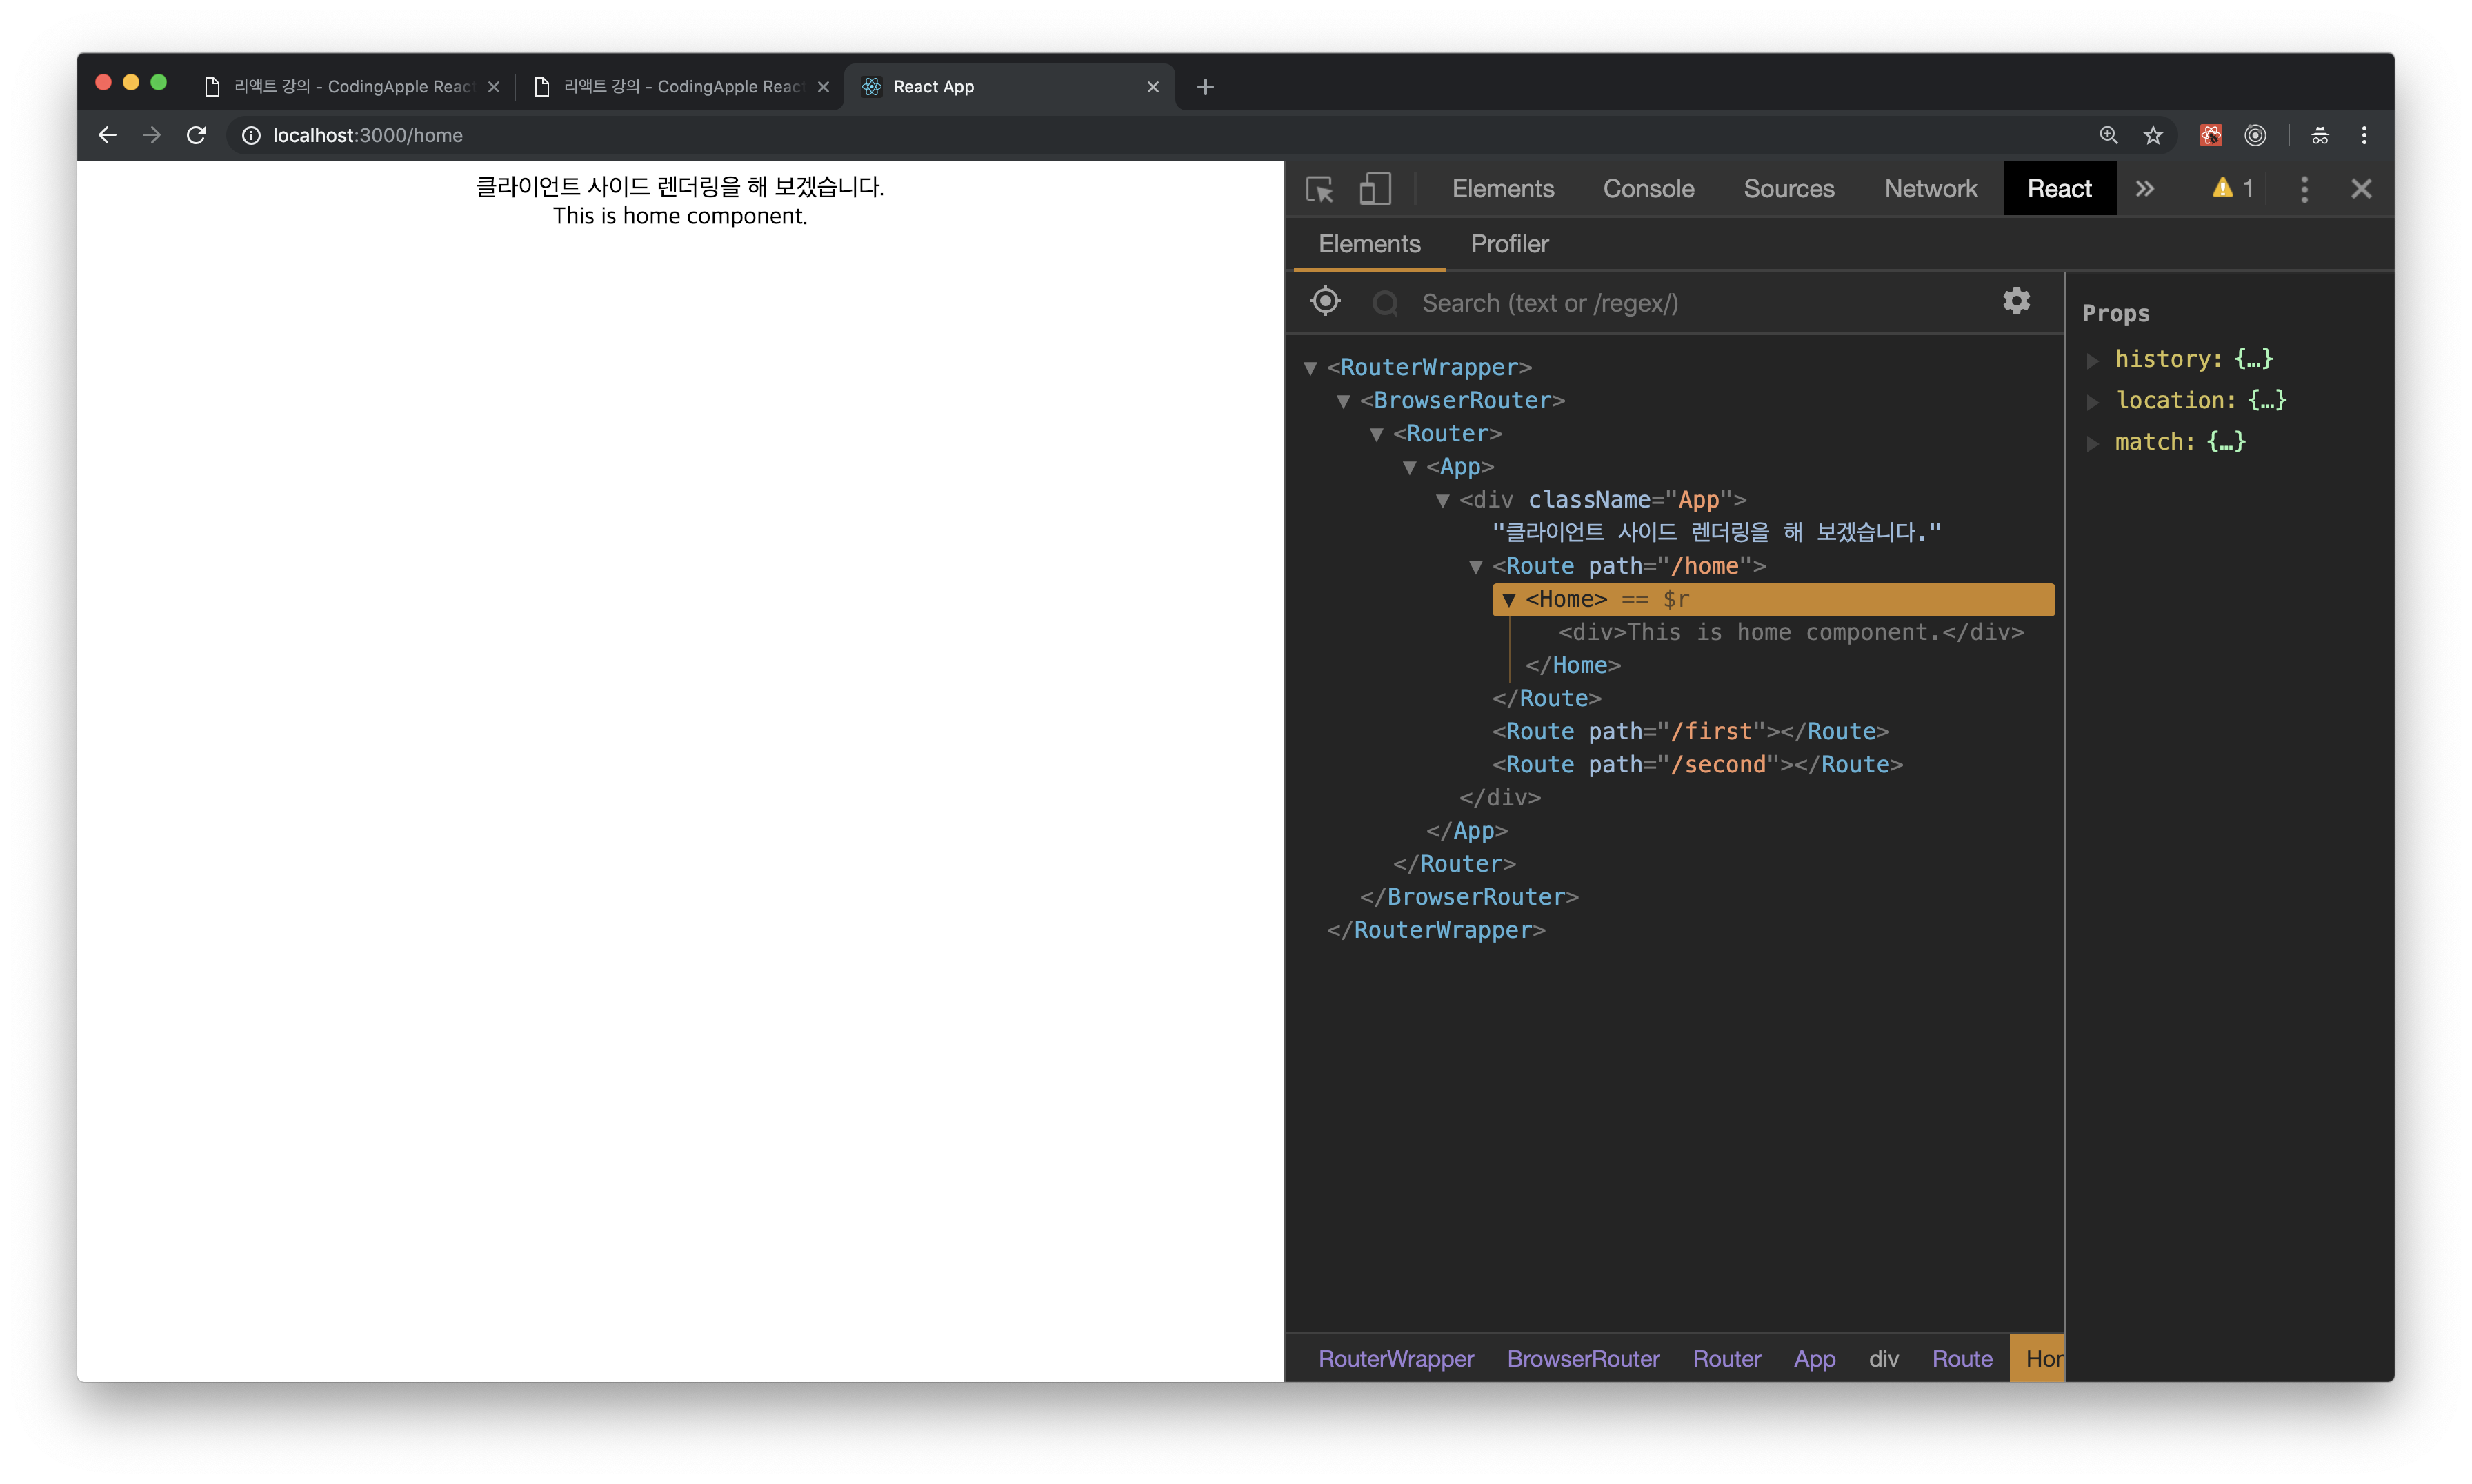 리액트 강의 - CodingApple Reac
리액트 강의 - CodingApple Reac
React App
localhost:3000/home
클라이언트 사이드 렌더링을 해 보겠습니다.
This is home component.
Elements Console Sources Network React 1
Elements Profiler
Search (text or /regex/)
<RouterWrapper>
<BrowserRouter>
<Router>
<App>
<div className="App">
"클라이언트 사이드 렌더링을 해 보겠습니다."
<Route path="/home">
<Home> == $r
<div>This is home component.</div>
</Home>
</Route>
<Route path="/first"></Route>
<Route path="/second"></Route>
</div>
</App>
</Router>
</BrowserRouter>
</RouterWrapper>
RouterWrapper BrowserRouter Router App div Route Hor
Props
history: {…}
location: {…}
match: {…}